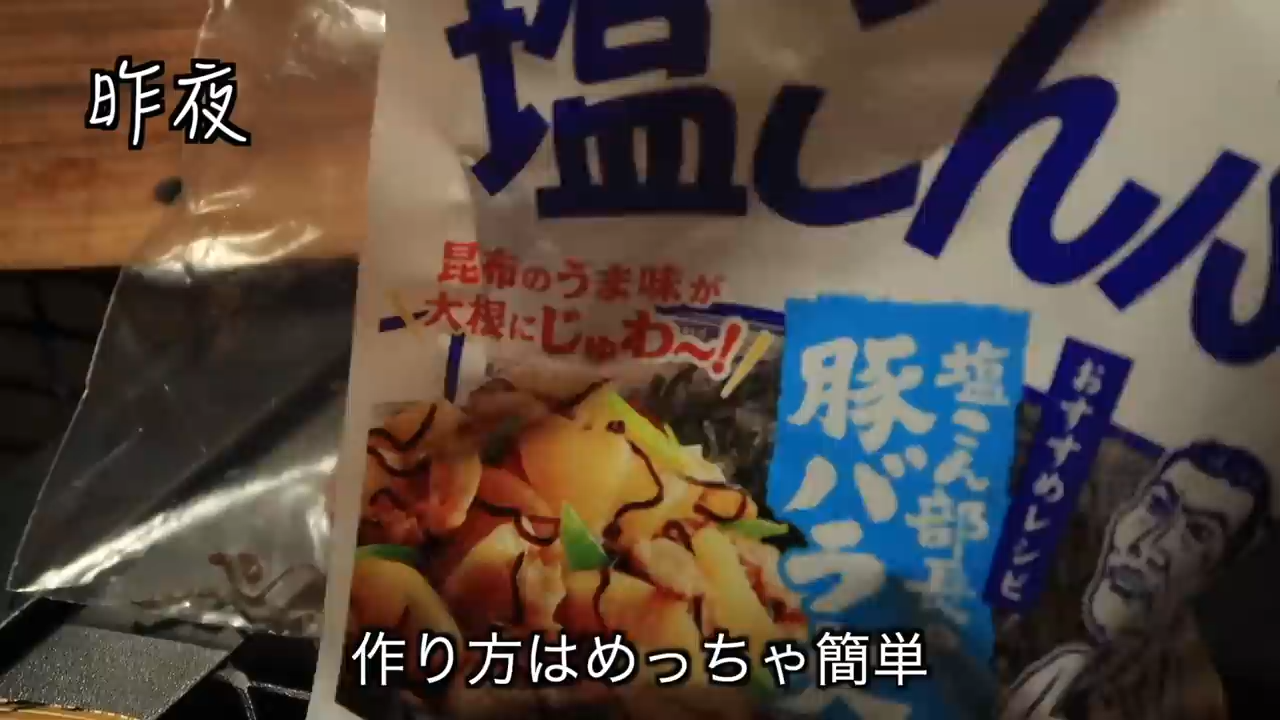 昨夜
塩こん
昆布のうま味が
大根にじゅわ〜!
おすすめレシピ
塩こん部長
豚バラ
作り方はめっちゃ簡単